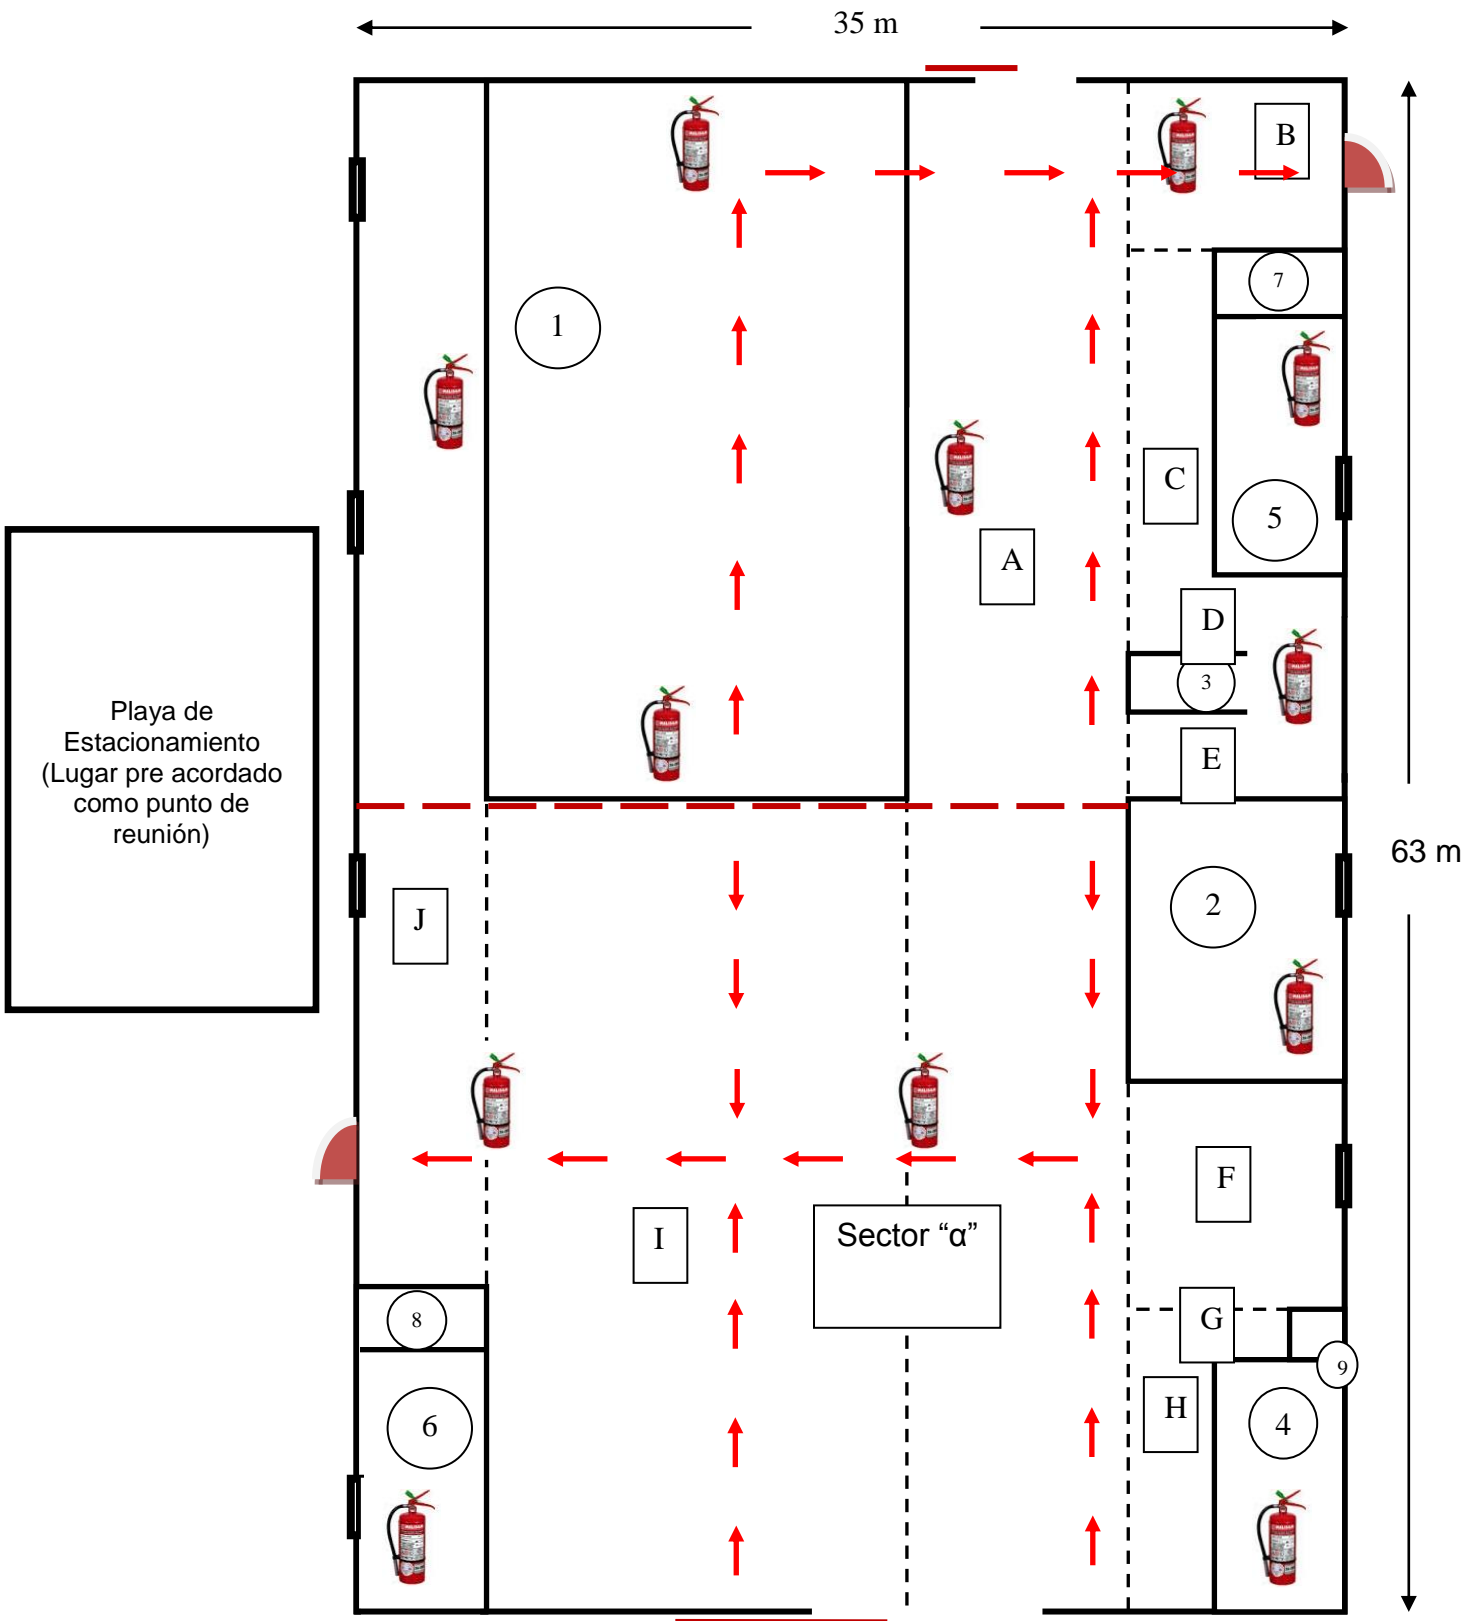 35 m
B
7
1
5
C
A
D
3
E
Playa de
Estacionamiento
(Lugar pre acordado
como punto de
reunión)
63 m
2
J
F
Sector “α”
I
G
8
9
H
6
4